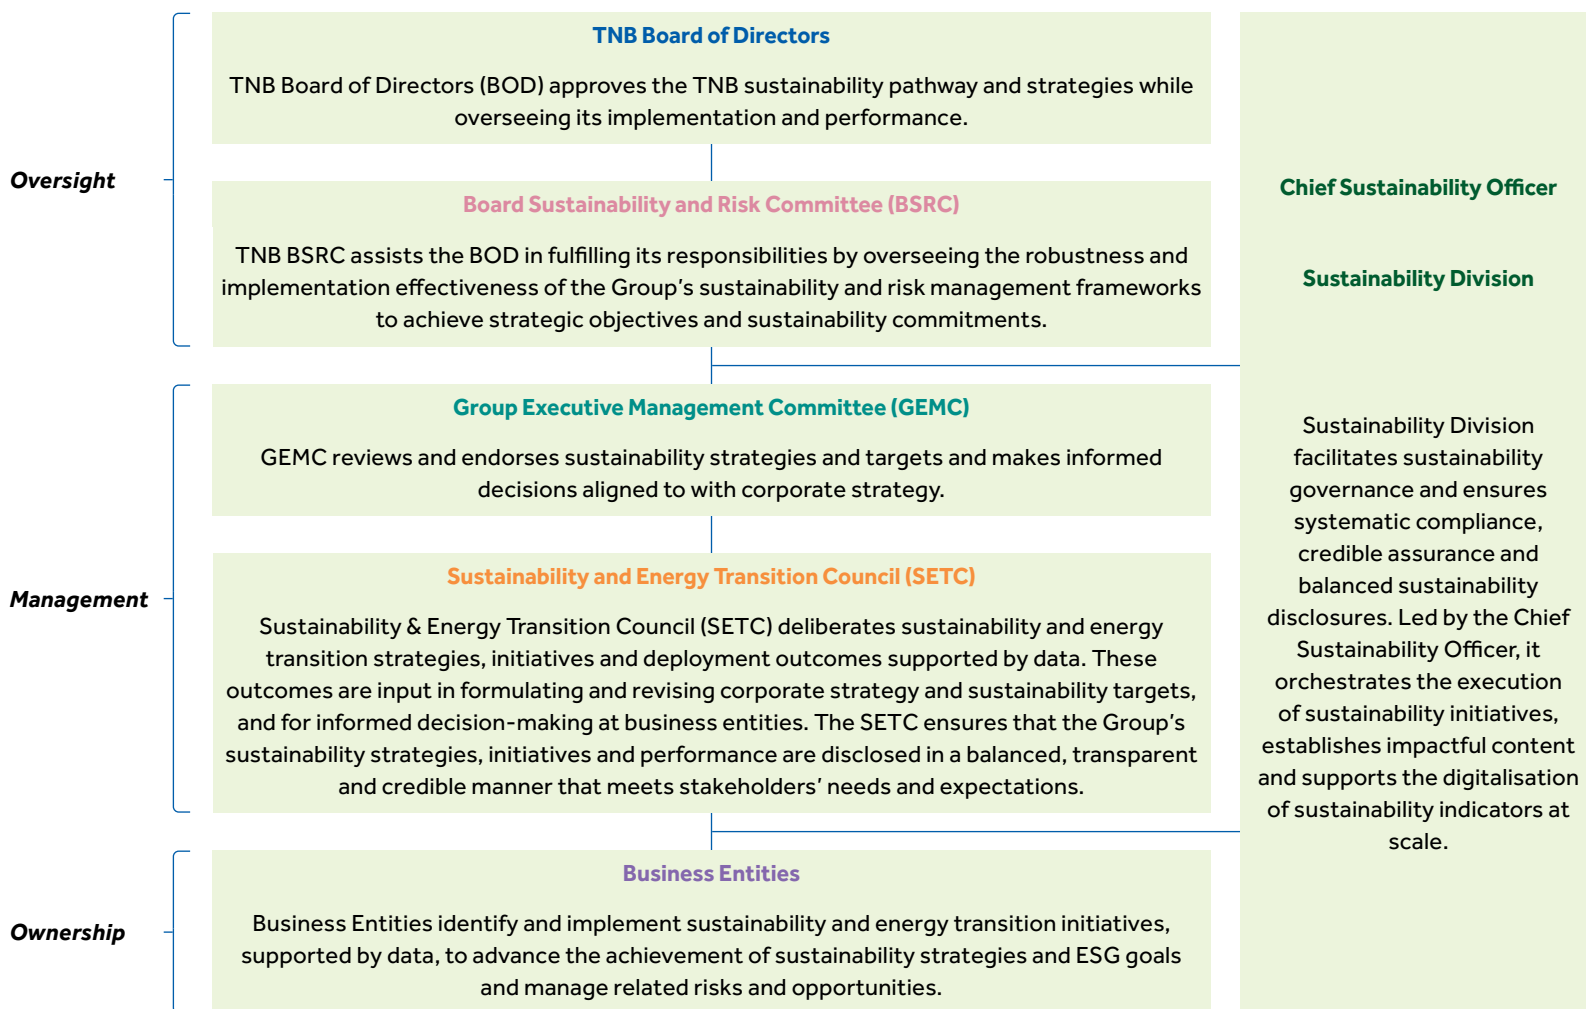 Oversight
TNB Board of Directors
TNB Board of Directors (BOD) approves the TNB sustainability pathway and strategies while
overseeing its implementation and performance.
Board Sustainability and Risk Committee (BSRC)
TNB BSRC assists the BOD in fulfilling its responsibilities by overseeing the robustness and
implementation effectiveness of the Group’s sustainability and risk management frameworks
to achieve strategic objectives and sustainability commitments.
Management
Group Executive Management Committee (GEMC)
GEMC reviews and endorses sustainability strategies and targets and makes informed
decisions aligned to with corporate strategy.
Sustainability and Energy Transition Council (SETC)
Sustainability & Energy Transition Council (SETC) deliberates sustainability and energy
transition strategies, initiatives and deployment outcomes supported by data. These
outcomes are input in formulating and revising corporate strategy and sustainability targets,
and for informed decision-making at business entities. The SETC ensures that the Group’s
sustainability strategies, initiatives and performance are disclosed in a balanced, transparent
and credible manner that meets stakeholders’ needs and expectations.
Ownership
Business Entities
Business Entities identify and implement sustainability and energy transition initiatives,
supported by data, to advance the achievement of sustainability strategies and ESG goals
and manage related risks and opportunities.
Chief Sustainability Officer
Sustainability Division
Sustainability Division
facilitates sustainability
governance and ensures
systematic compliance,
credible assurance and
balanced sustainability
disclosures. Led by the Chief
Sustainability Officer, it
orchestrates the execution
of sustainability initiatives,
establishes impactful content
and supports the digitalisation
of sustainability indicators at
scale.